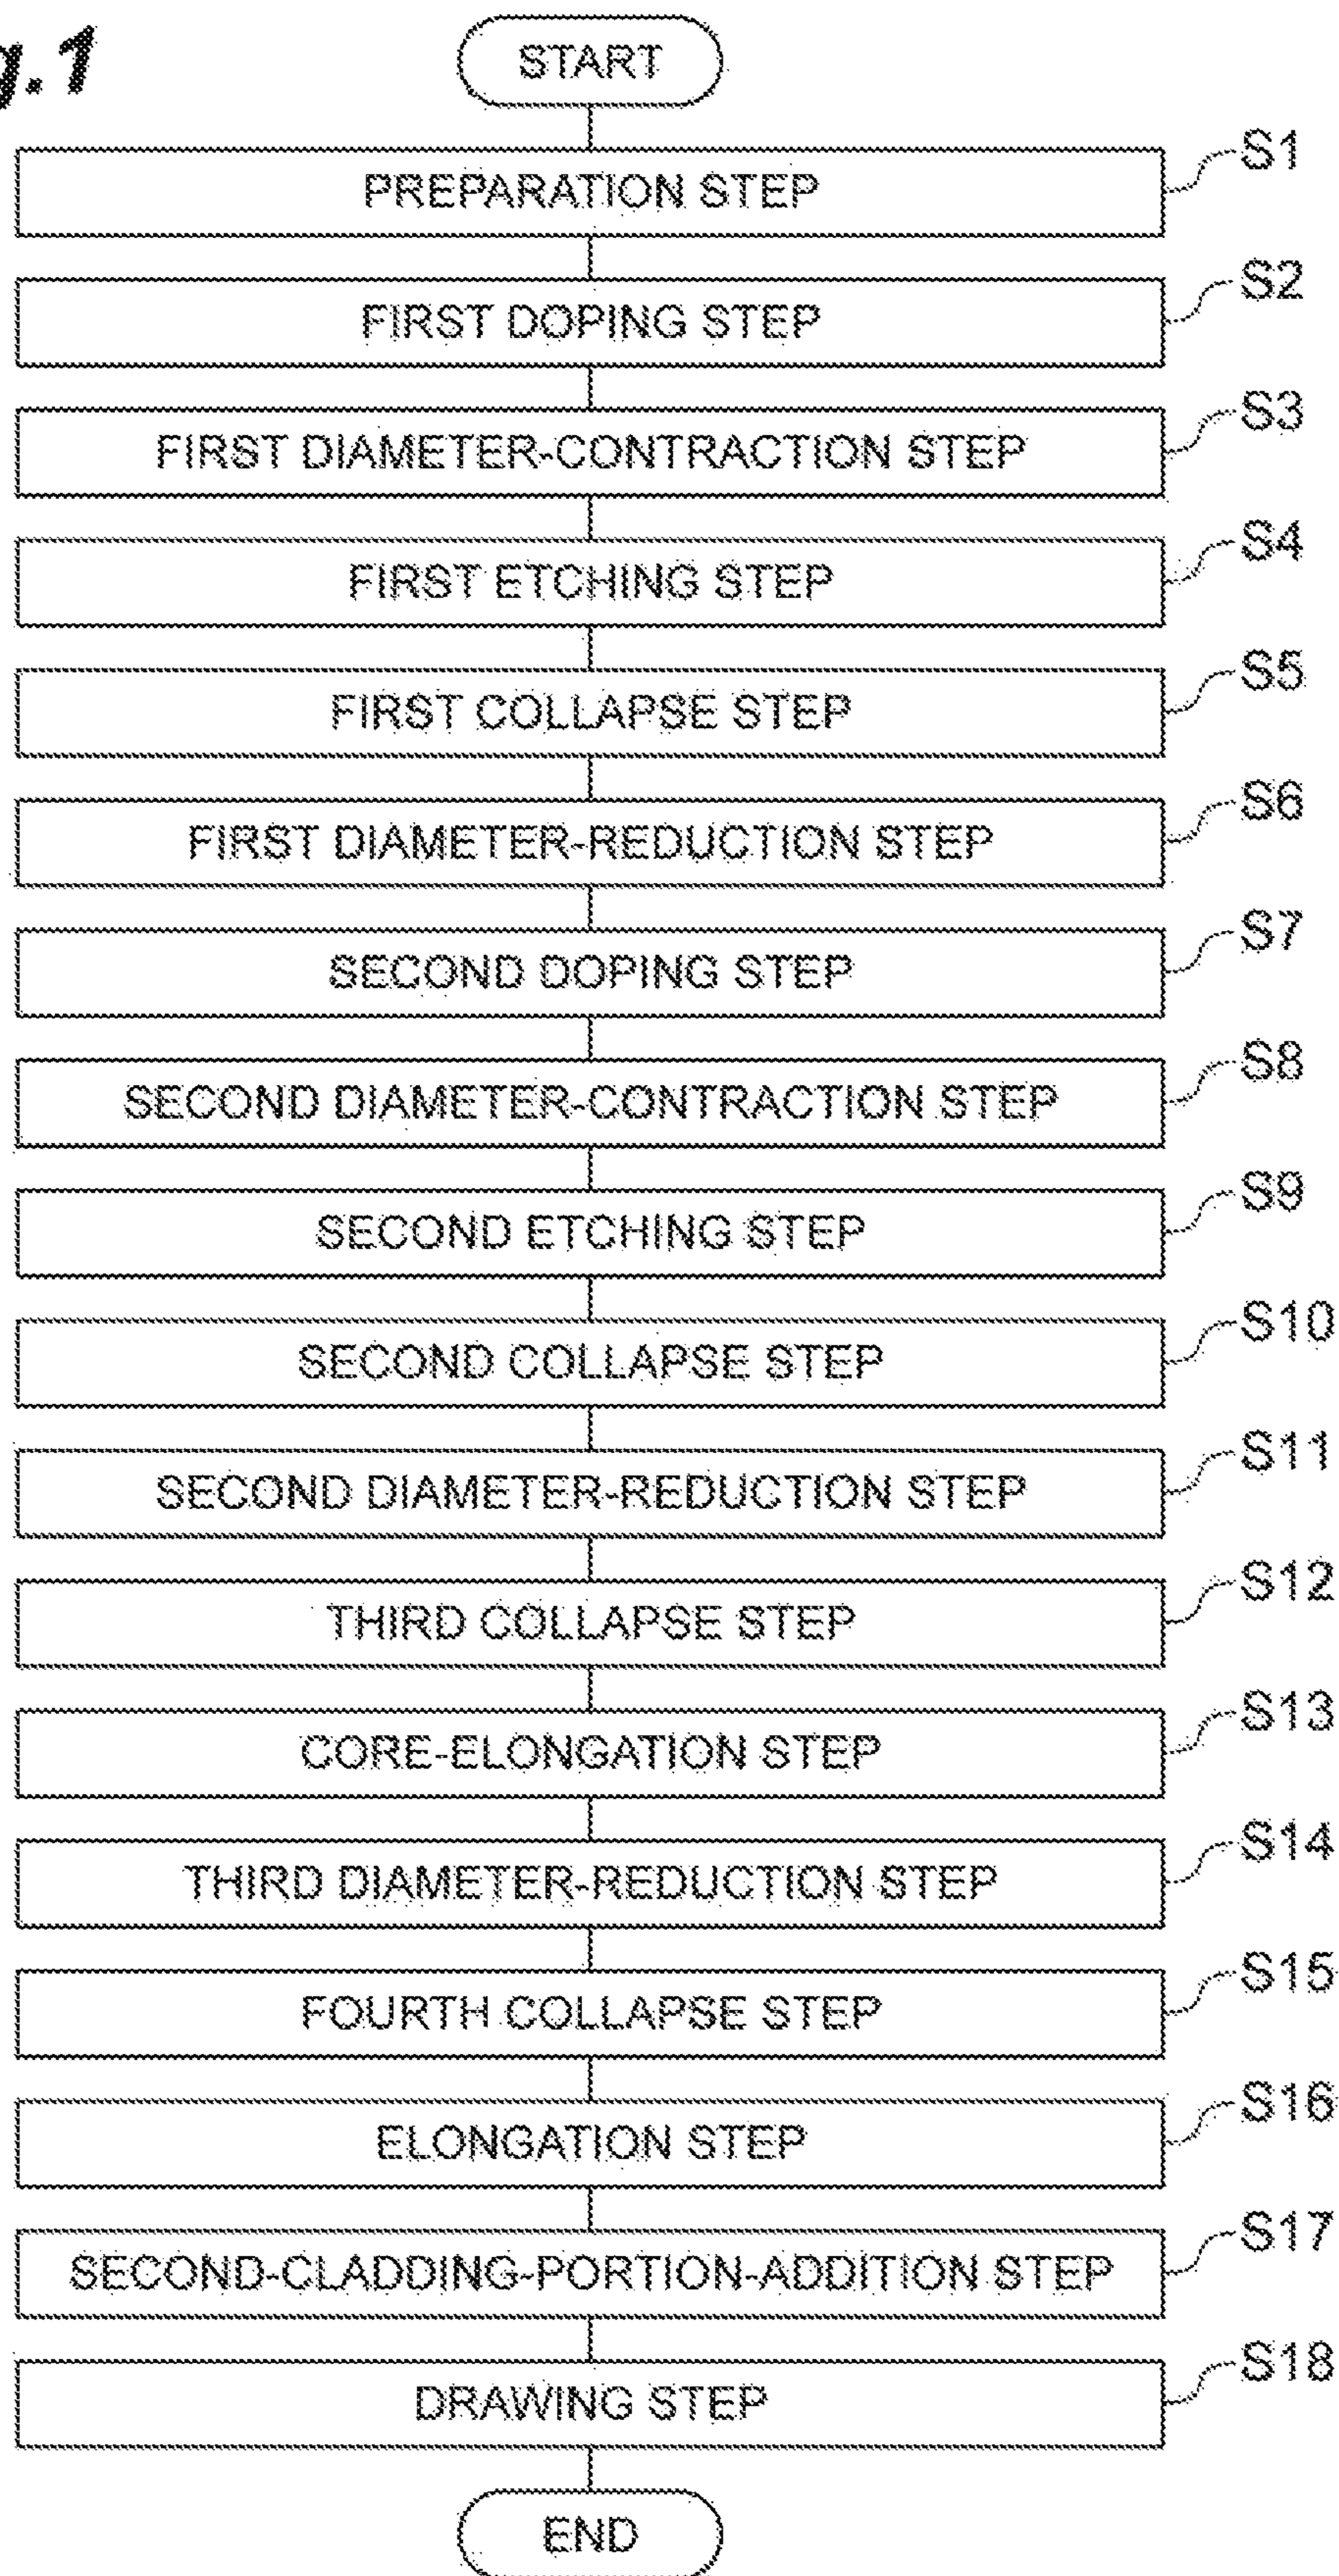 g.1
START
PREPARATION STEP S1
FIRST DOPING STEP S2
FIRST DIAMETER-CONTRACTION STEP S3
FIRST ETCHING STEP S4
FIRST COLLAPSE STEP S5
FIRST DIAMETER-REDUCTION STEP S6
SECOND DOPING STEP S7
SECOND DIAMETER-CONTRACTION STEP S8
SECOND ETCHING STEP S9
SECOND COLLAPSE STEP S10
SECOND DIAMETER-REDUCTION STEP S11
THIRD COLLAPSE STEP S12
CORE-ELONGATION STEP S13
THIRD DIAMETER-REDUCTION STEP S14
FOURTH COLLAPSE STEP S15
ELONGATION STEP S16
SECOND-CLADDING-PORTION-ADDITION STEP S17
DRAWING STEP S18
END